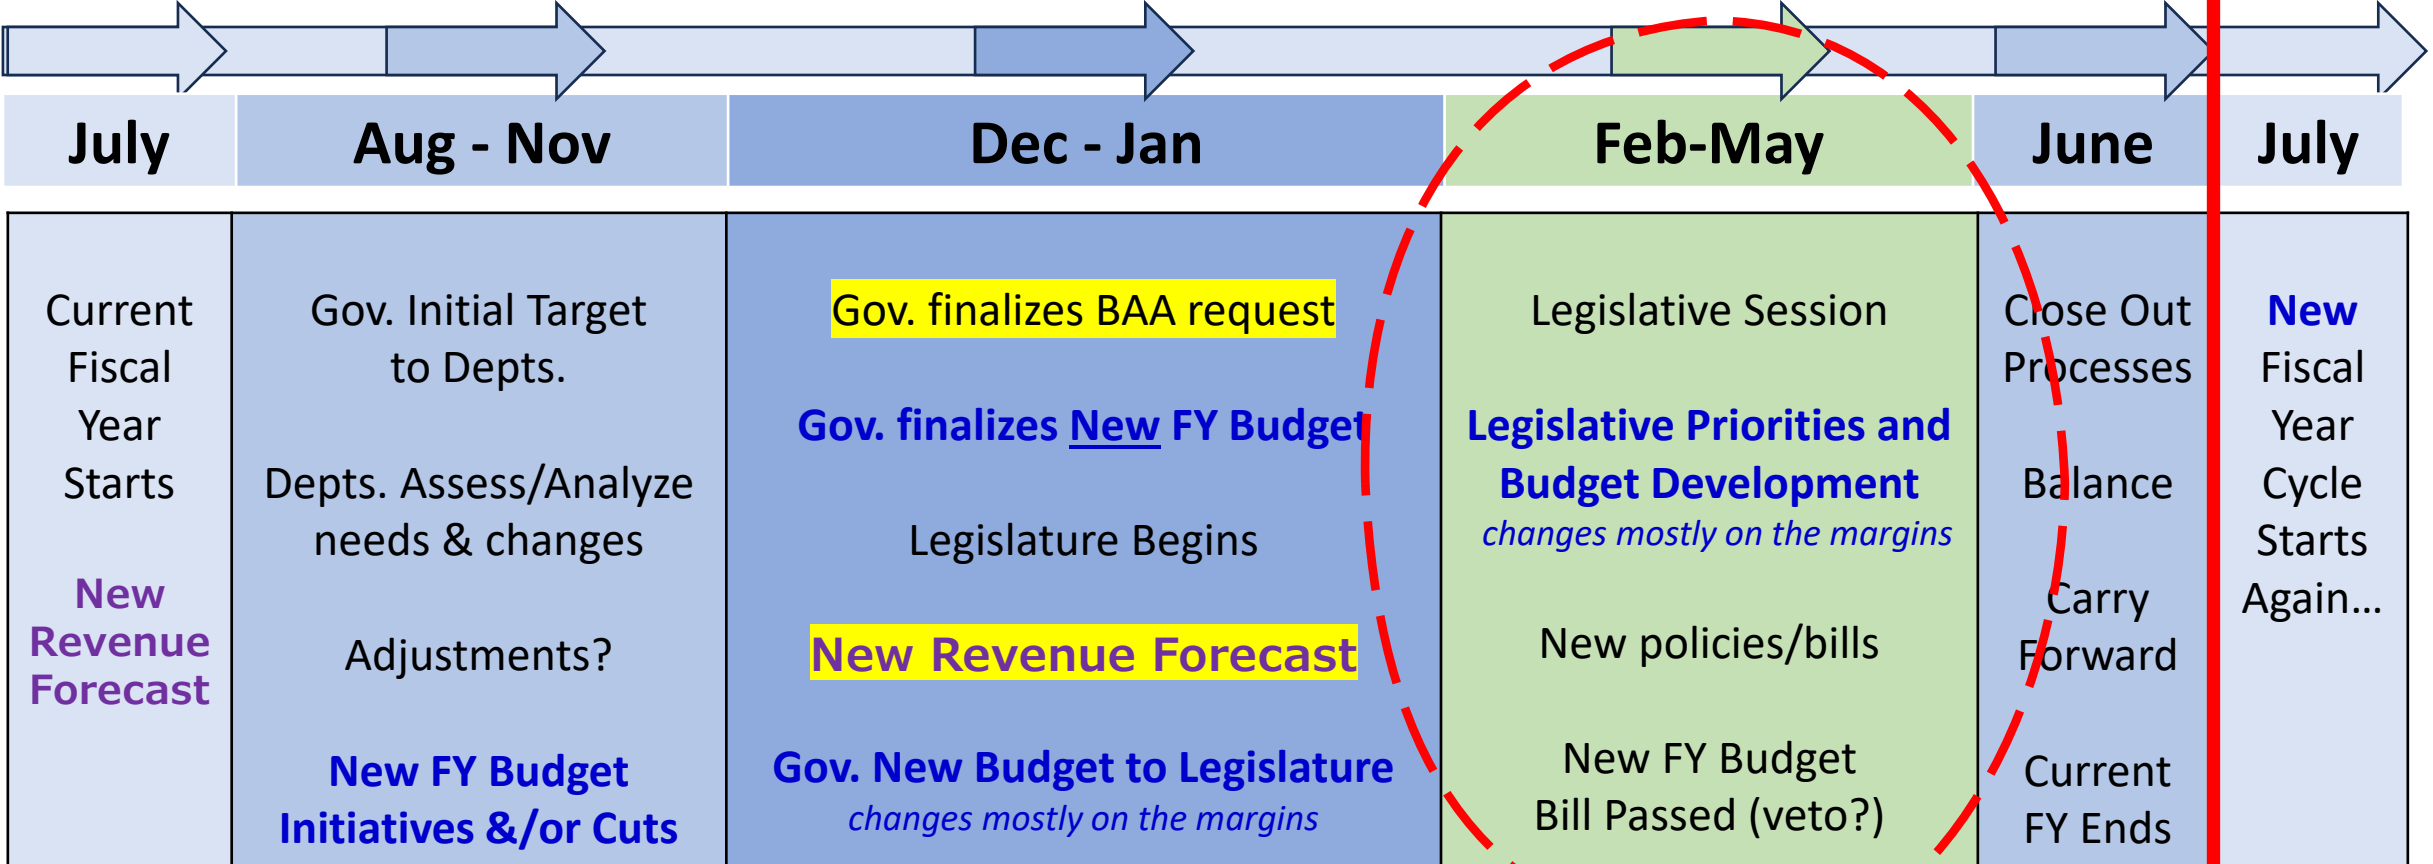 July
Aug - Nov
Dec - Jan
Feb-May
June
July
Current
Fiscal
Year
Starts
New
Revenue
Forecast
Gov. Initial Target
to Depts.
Depts. Assess/Analyze
needs & changes
Adjustments?
New FY Budget
Initiatives &/or Cuts
Gov. finalizes BAA request
Gov. finalizes New FY Budget
Legislature Begins
New Revenue Forecast
Gov. New Budget to Legislature
changes mostly on the margins
Legislative Session
Legislative Priorities and
Budget Development
changes mostly on the margins
New policies/bills
New FY Budget
Bill Passed (veto?)
Close Out
Processes
Balance
Carry
Forward
Current
FY Ends
New
Fiscal
Year
Cycle
Starts
Again...